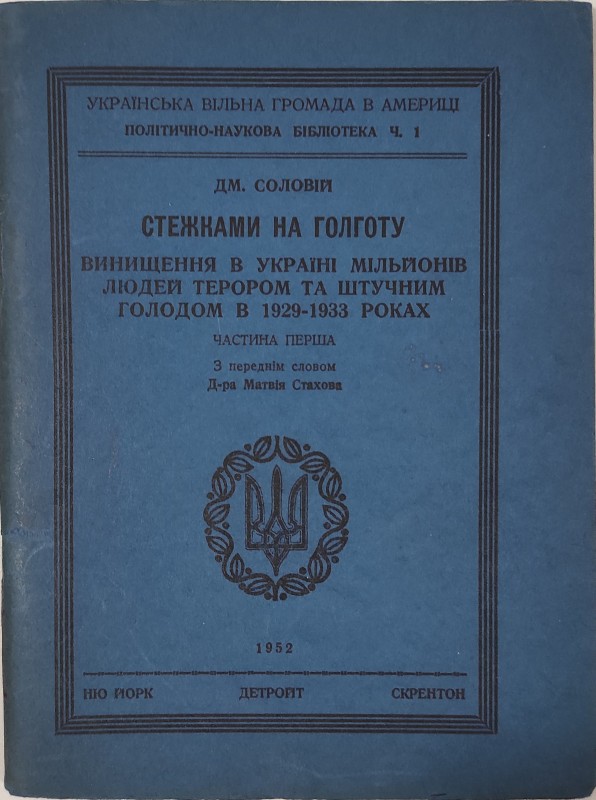 УКРАЇНСЬКА ВІЛЬНА ГРОМАДА В АМЕРИЦІ
ПОЛІТИЧНО-НАУКОВА БІБЛІОТЕКА Ч. 1
ДМ. СОЛОВІЙ
СТЕЖКАМИ НА ГОЛГОТУ
ВИНИЩЕННЯ В УКРАЇНІ МІЛЬЙОНІВ
ЛЮДЕЙ ТЕРОРОМ ТА ШТУЧНИМ
ГОЛОДОМ В 1929-1933 РОКАХ
ЧАСТИНА ПЕРША
З переднім словом
Д-ра Матвія Стахова
1952
НЮ ЙОРК ДЕТРОЙТ СКРЕНТОН